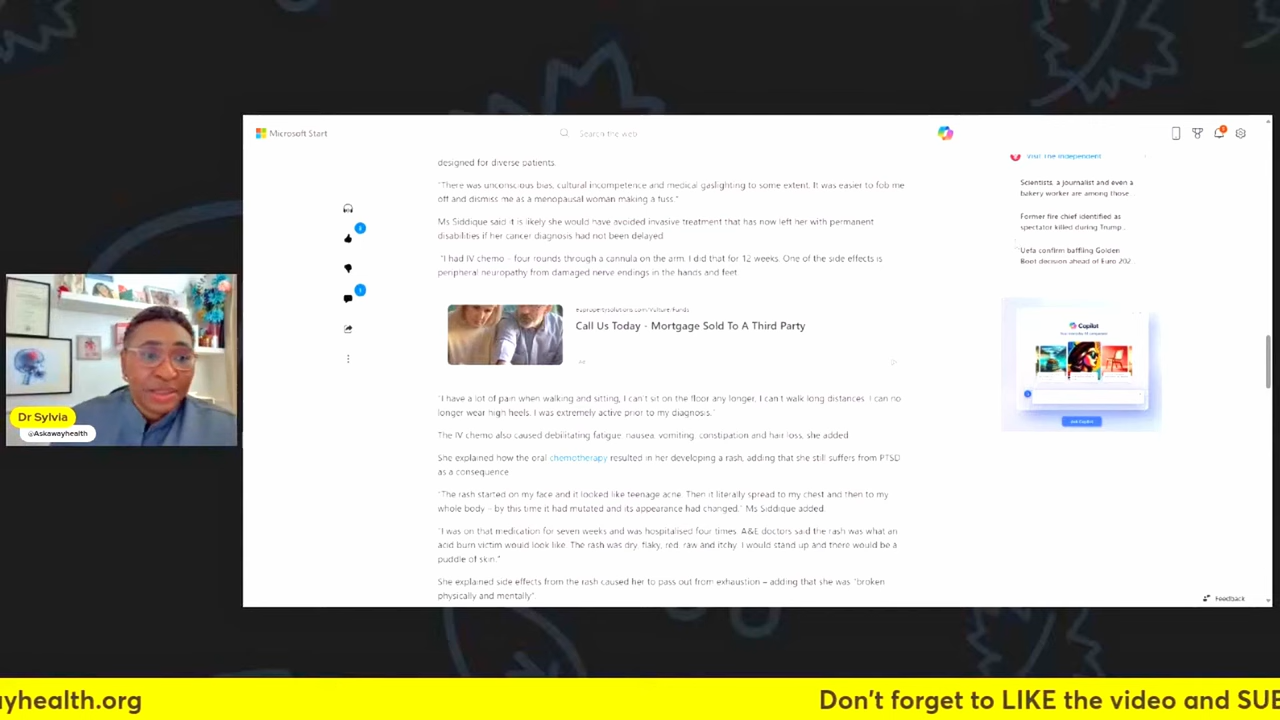 Microsoft Start
Search the web
designed for diverse patients.
"There was unconscious bias, cultural incompetence and medical gaslighting to some extent. It was easier to fob me
off and dismiss me as a menopausal woman making a fuss."
Ms Siddique said it is likely she would have avoided invasive treatment that has now left her with permanent
disabilities if her cancer diagnosis had not been delayed.
"I had IV chemo – four rounds through a cannula on the arm. I did that for 12 weeks. One of the side effects is
peripheral neuropathy from damaged nerve endings in the hands and feet.
Call Us Today - Mortgage Sold To A Third Party
"I have a lot of pain when walking and sitting, I can't sit on the floor any longer, I can't walk long distances. I can no
longer wear high heels. I was extremely active prior to my diagnosis."
The IV chemo also caused debilitating fatigue, nausea, vomiting, constipation and hair loss, she added.
She explained how the oral chemotherapy resulted in her developing a rash, adding that she still suffers from PTSD
as a consequence.
"The rash started on my face and it looked like teenage acne. Then it literally spread to my chest and then to my
whole body – by this time it had mutated and its appearance had changed." Ms Siddique added.
"I was on that medication for seven weeks and was hospitalised four times. A&E doctors said the rash was what an
acid burn victim would look like. The rash was dry, flaky, red, raw and itchy. I would stand up and there would be a
puddle of skin."
She explained side effects from the rash caused her to pass out from exhaustion – adding that she was "broken
physically and mentally".
Visit The Independent
Scientists, a journalist and even a
bakery worker are among those
Former fire chief identified as
spectator killed during Trump...
Uefa confirm baffling Golden
Boot decision ahead of Euro 202...
Copilot
Feedback
Dr Sylvia
@Askawayhealth
ayhealth.org
Don't forget to LIKE the video and SUB